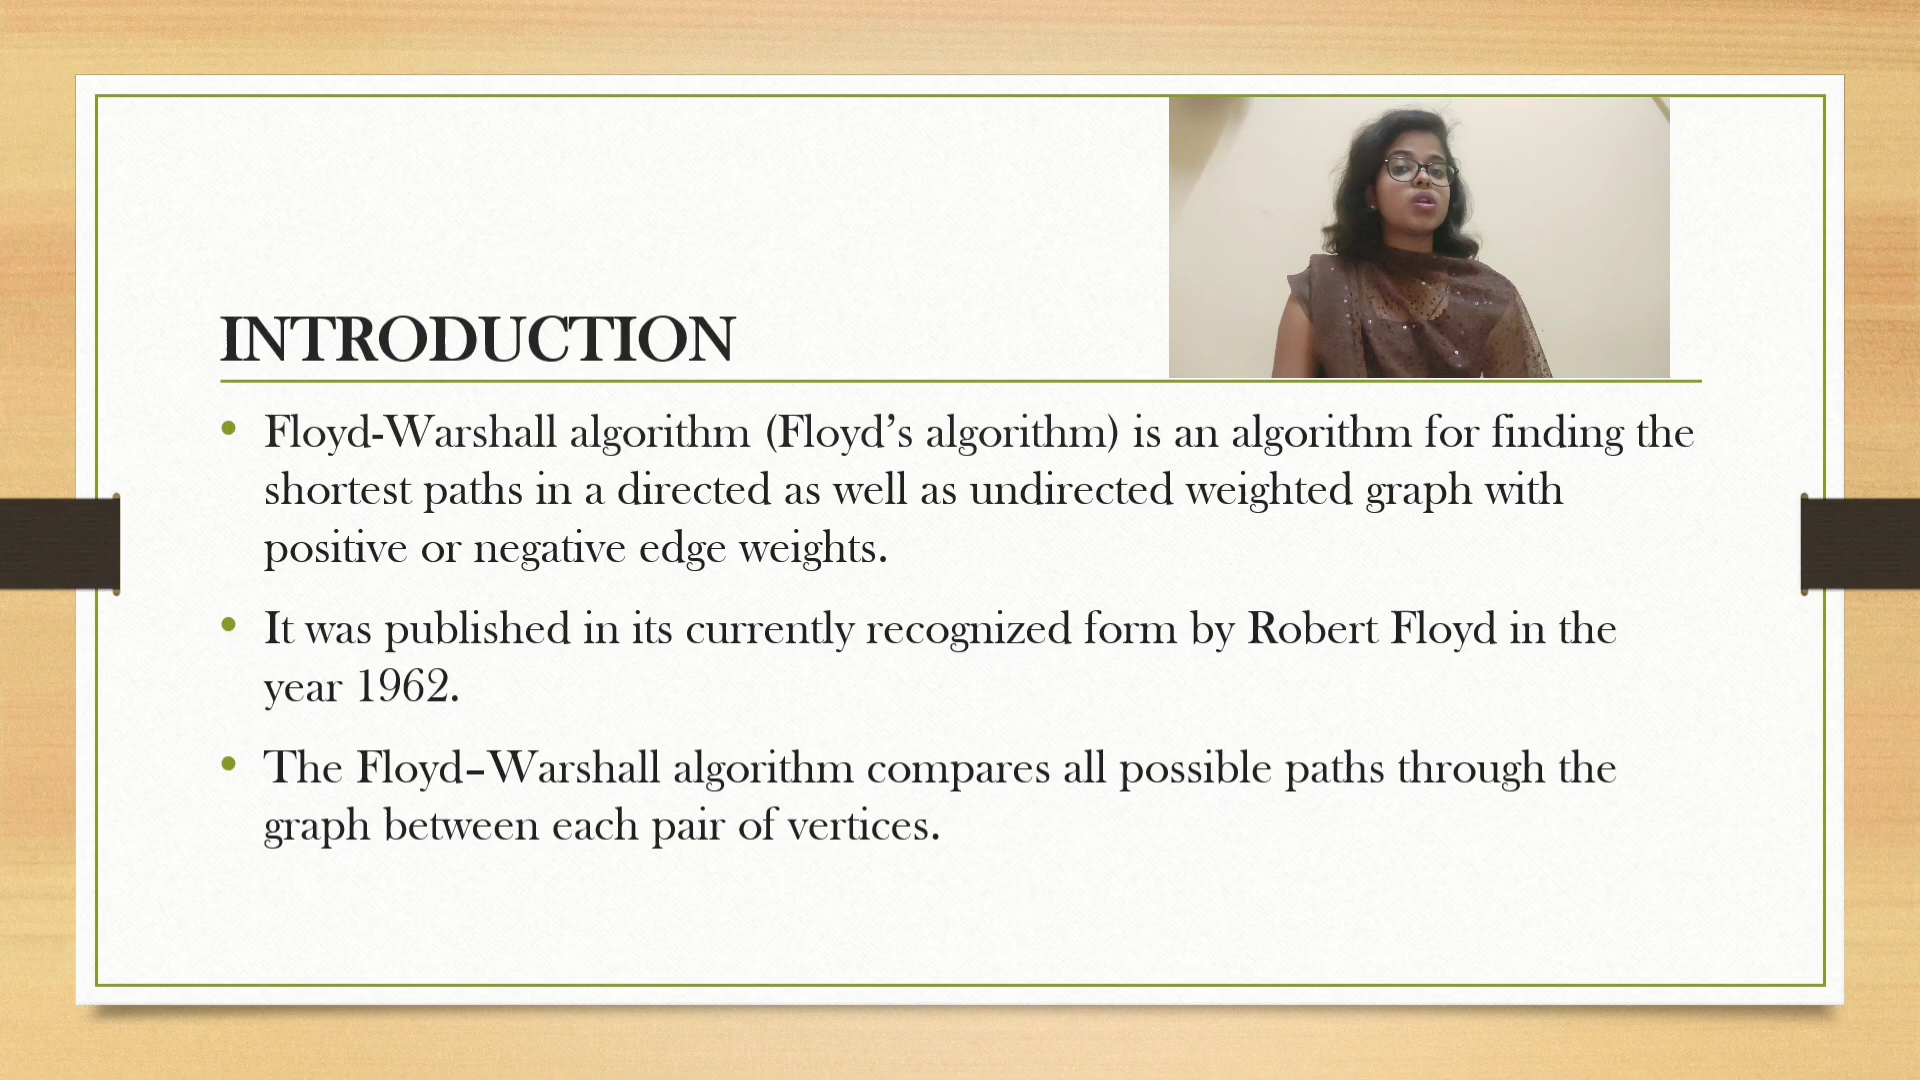 INTRODUCTION
• Floyd-Warshall algorithm (Floyd’s algorithm) is an algorithm for finding the
shortest paths in a directed as well as undirected weighted graph with
positive or negative edge weights.
• It was published in its currently recognized form by Robert Floyd in the
year 1962.
• The Floyd–Warshall algorithm compares all possible paths through the
graph between each pair of vertices.